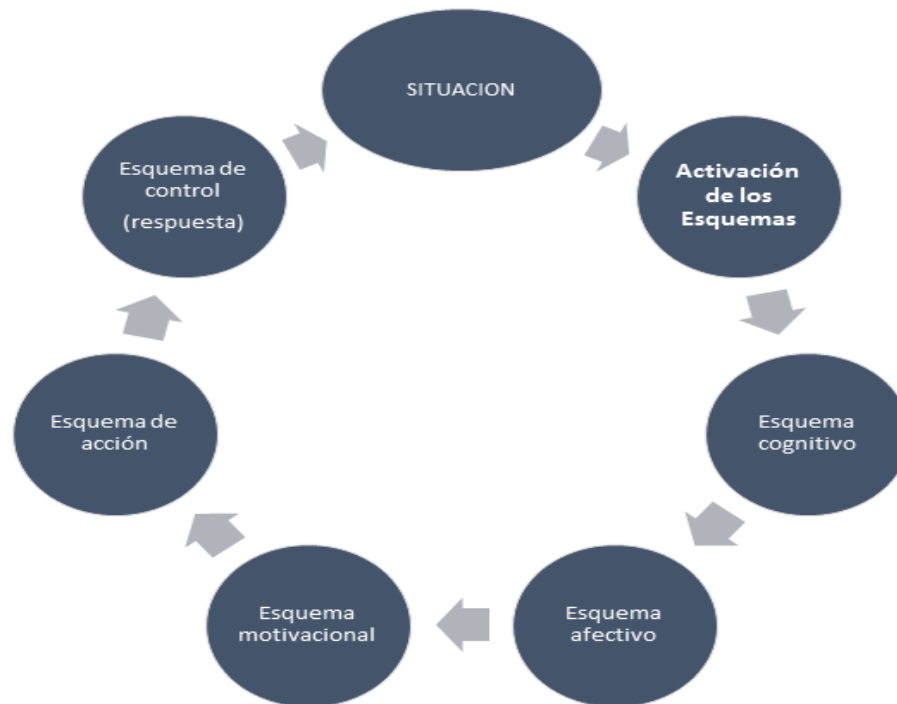 SITUACION
Activación
de los
Esquemas
Esquema
cognitivo
Esquema
afectivo
Esquema
motivacional
Esquema de
acción
Esquema de
control
(respuesta)